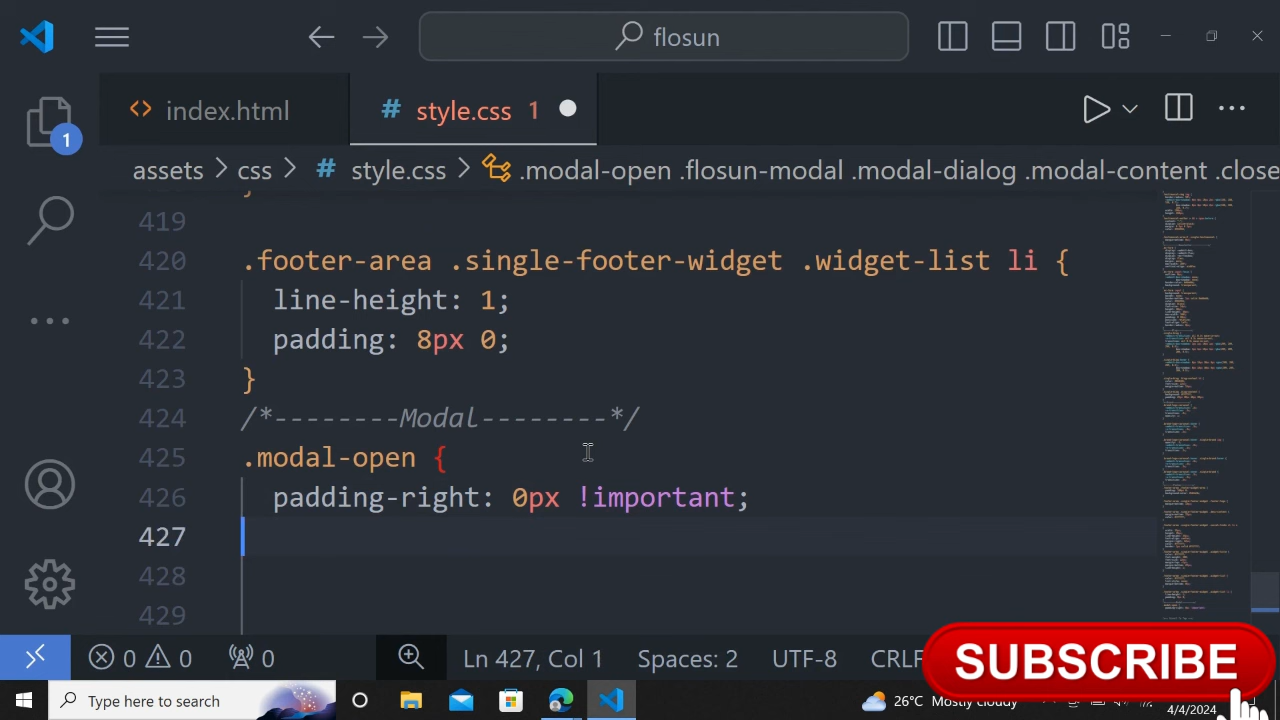 flosun
index.html
style.css 1
assets > css > # style.css > .modal-open .flosun-modal .modal-dialog .modal-content .close
1
419
420 .footer-area .single-footer-widget .widget-list li {
421 line-height: 1;
422 padding: 8px 0;
423 }
424 /*--------Modal---------*/
425 .modal-open {
426 padding-right: 0px !important;
427
428
429
0 0 0 Ln 427, Col 1 Spaces: 2 UTF-8 CRLF
SUBSCRIBE
Type here to search 26°C Mostly cloudy
4/4/2024